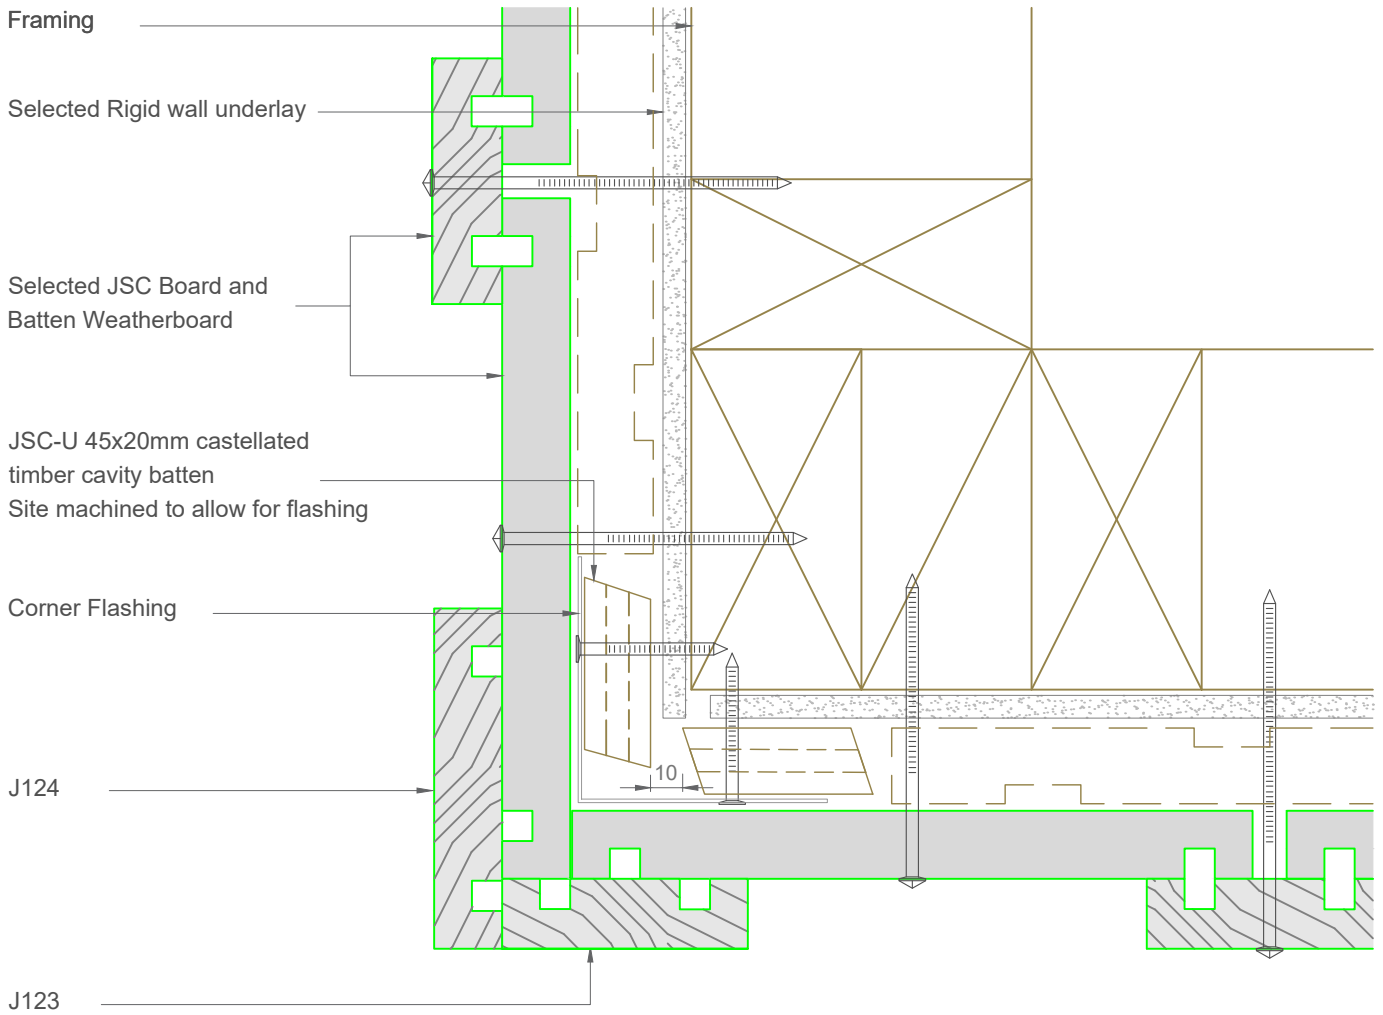 Framing
Selected Rigid wall underlay
Selected JSC Board and
Batten Weatherboard
JSC-U 45x20mm castellated
timber cavity batten
Site machined to allow for flashing
Corner Flashing
10
J124
J123